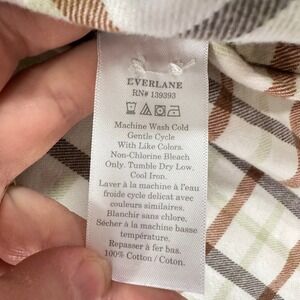 EVERLANE
RN# 139393
Machine Wash Cold
Gentle Cycle
With Like Colors.
Non-Chlorine Bleach
Only. Tumble Dry Low.
Cool Iron.
Laver à la machine à l'eau
froide cycle délicat avec
couleurs similaires.
Blanchir sans chlore.
Sécher à la machine basse
température.
Repasser à fer bas.
100% Cotton / Coton.